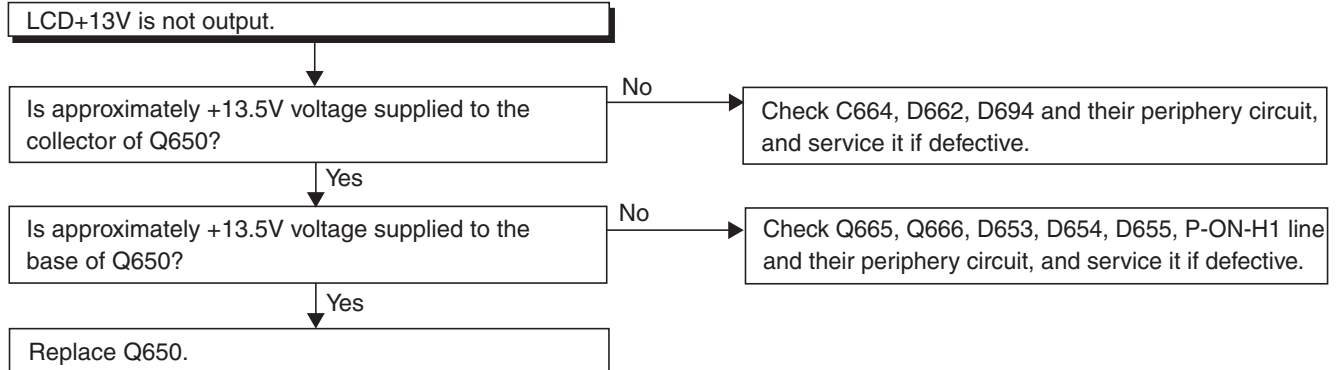 LCD+13V is not output.
No
Is approximately +13.5V voltage supplied to the
collector of Q650?
Check C664, D662, D694 and their periphery circuit,
and service it if defective.
Yes
No
Is approximately +13.5V voltage supplied to the
base of Q650?
Check Q665, Q666, D653, D654, D655, P-ON-H1 line
and their periphery circuit, and service it if defective.
Yes
Replace Q650.